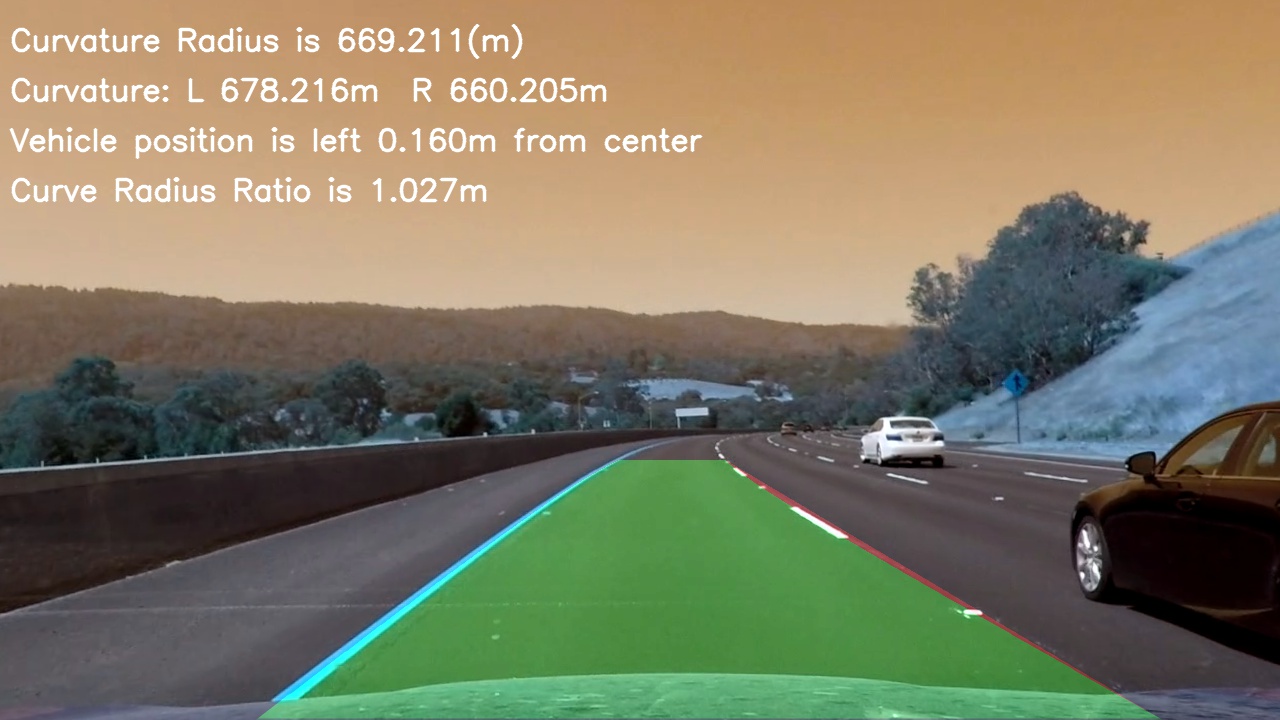 Curvature Radius is 669.211(m)
Curvature: L 678.216m R 660.205m
Vehicle position is left 0.160m from center
Curve Radius Ratio is 1.027m